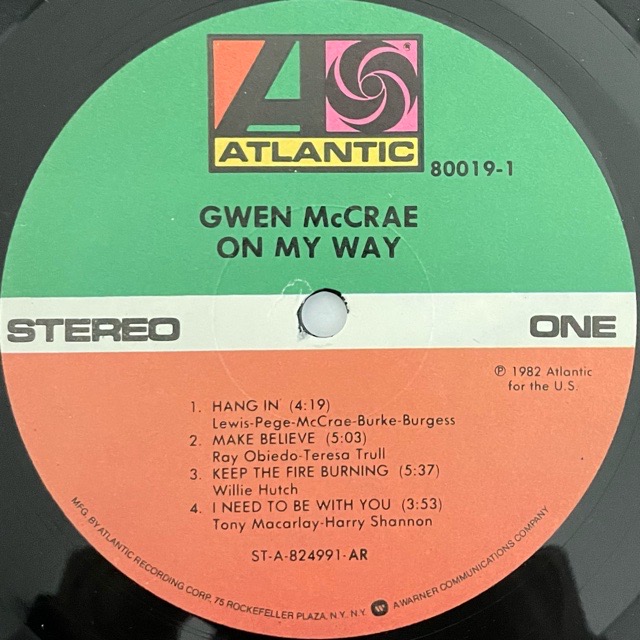 ATLANTIC
80019-1
GWEN McCRAE
ON MY WAY
STEREO
ONE
℗ 1982 Atlantic
for the U.S.
1. HANG IN' (4:19)
Lewis-Pege-McCrae-Burke-Burgess
2. MAKE BELIEVE (5:03)
Ray Obiedo-Teresa Trull
3. KEEP THE FIRE BURNING (5:37)
Willie Hutch
4. I NEED TO BE WITH YOU (3:53)
Tony Macarlay-Harry Shannon
ST-A-824991-AR
MFG. BY ATLANTIC RECORDING CORP. 75 ROCKEFELLER PLAZA, N.Y. N.Y. A WARNER COMMUNICATIONS COMPANY